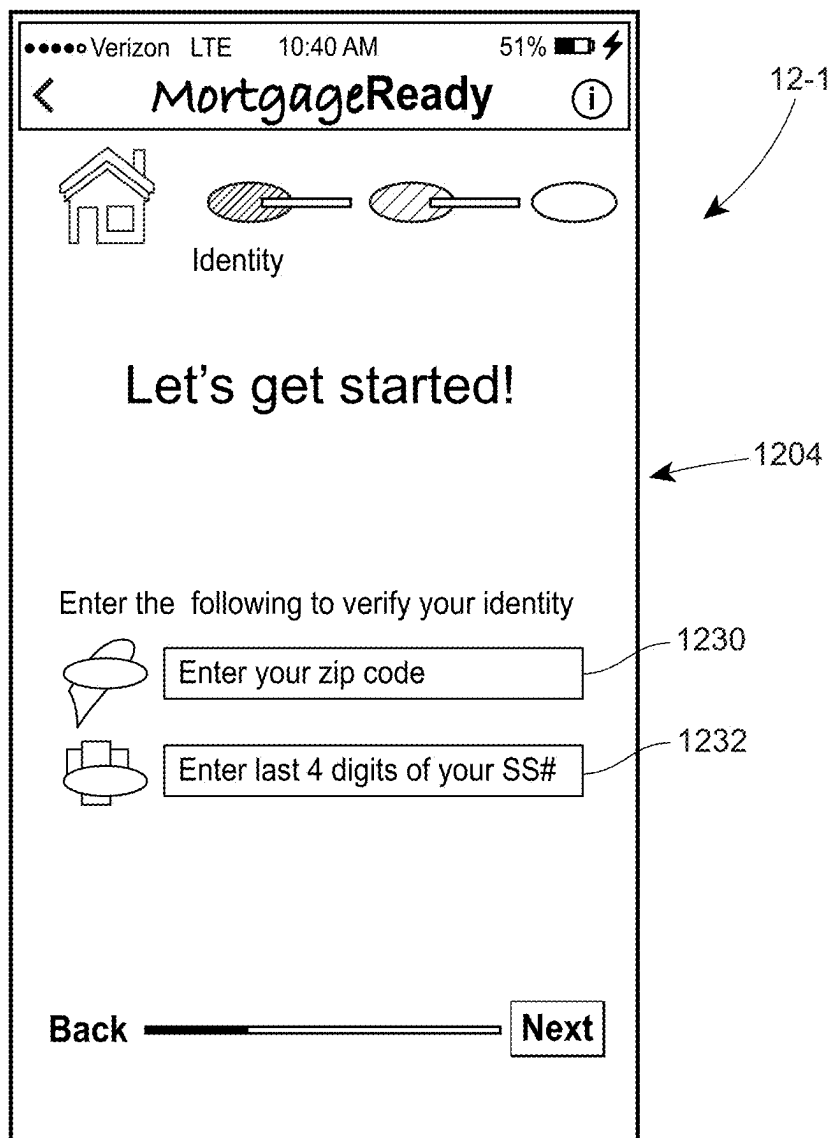 Verizon LTE 10:40 AM 51%
MortgageReady i
12-1
Identity
Let's get started!
1204
Enter the following to verify your identity
1230
Enter your zip code
1232
Enter last 4 digits of your SS#
Back Next